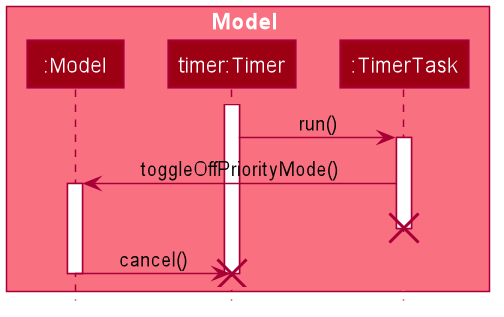 Model
:Model
timer:Timer
:TimerTask
run()
toggleOffPriorityMode()
cancel()